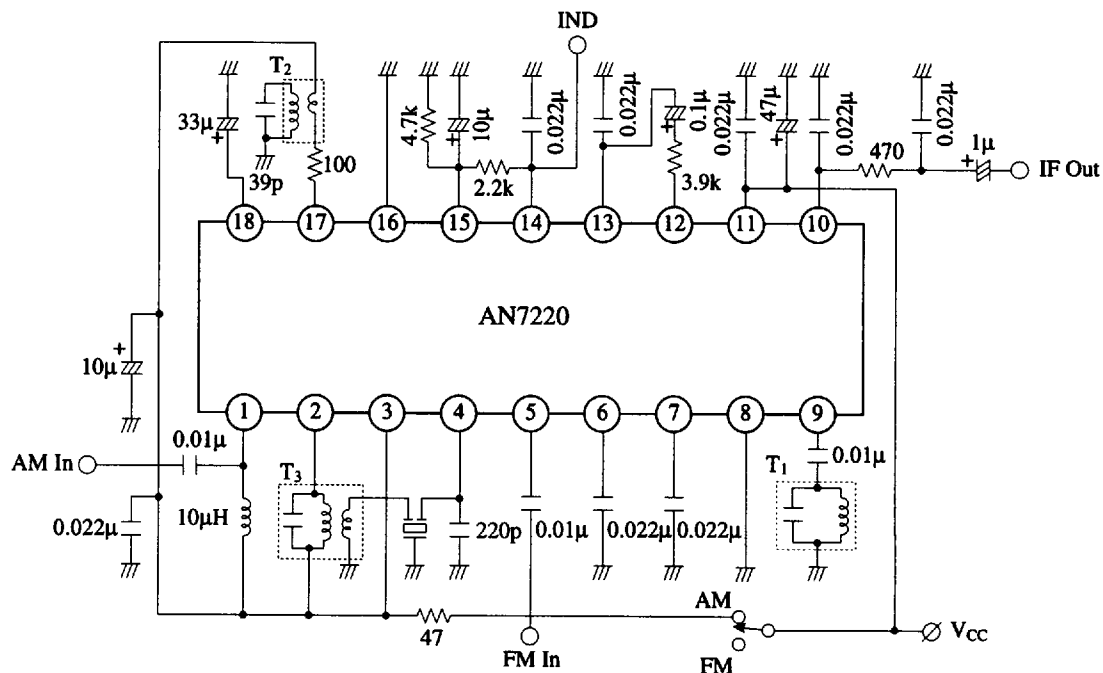 IND
T2
33μ
39p
100
4.7k
10μ
2.2k
0.022μ
0.022μ
0.1μ
3.9k
0.022μ
47μ
0.022μ
470
0.022μ
1μ
IF Out
18
17
16
15
14
13
12
11
10
AN7220
10μ
1
2
3
4
5
6
7
8
9
AM In
0.01μ
0.022μ
10μH
T3
220p
0.01μ
0.022μ
0.022μ
T1
0.01μ
47
FM In
AM
FM
VCC
+
+
+
+
+
+